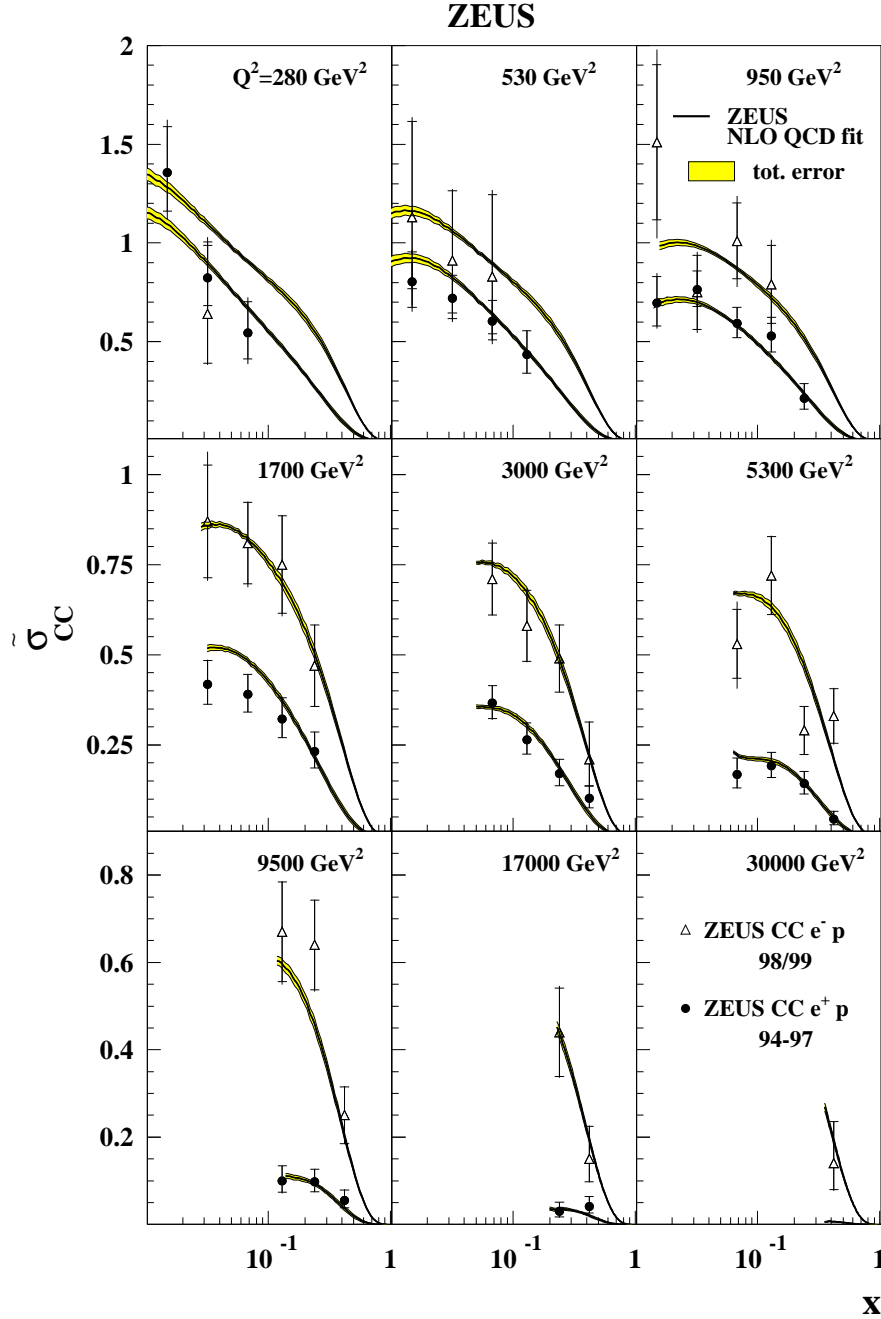 ZEUS
Q²=280 GeV²
530 GeV²
950 GeV²
ZEUS
NLO QCD fit
tot. error
2
1.5
1
0.5
1700 GeV²
3000 GeV²
5300 GeV²
1
0.75
0.5
0.25
σ̃CC
9500 GeV²
17000 GeV²
30000 GeV²
ZEUS CC e⁻ p
98/99
ZEUS CC e⁺ p
94-97
0.8
0.6
0.4
0.2
10⁻¹ 1 10⁻¹ 1 10⁻¹ 1
x